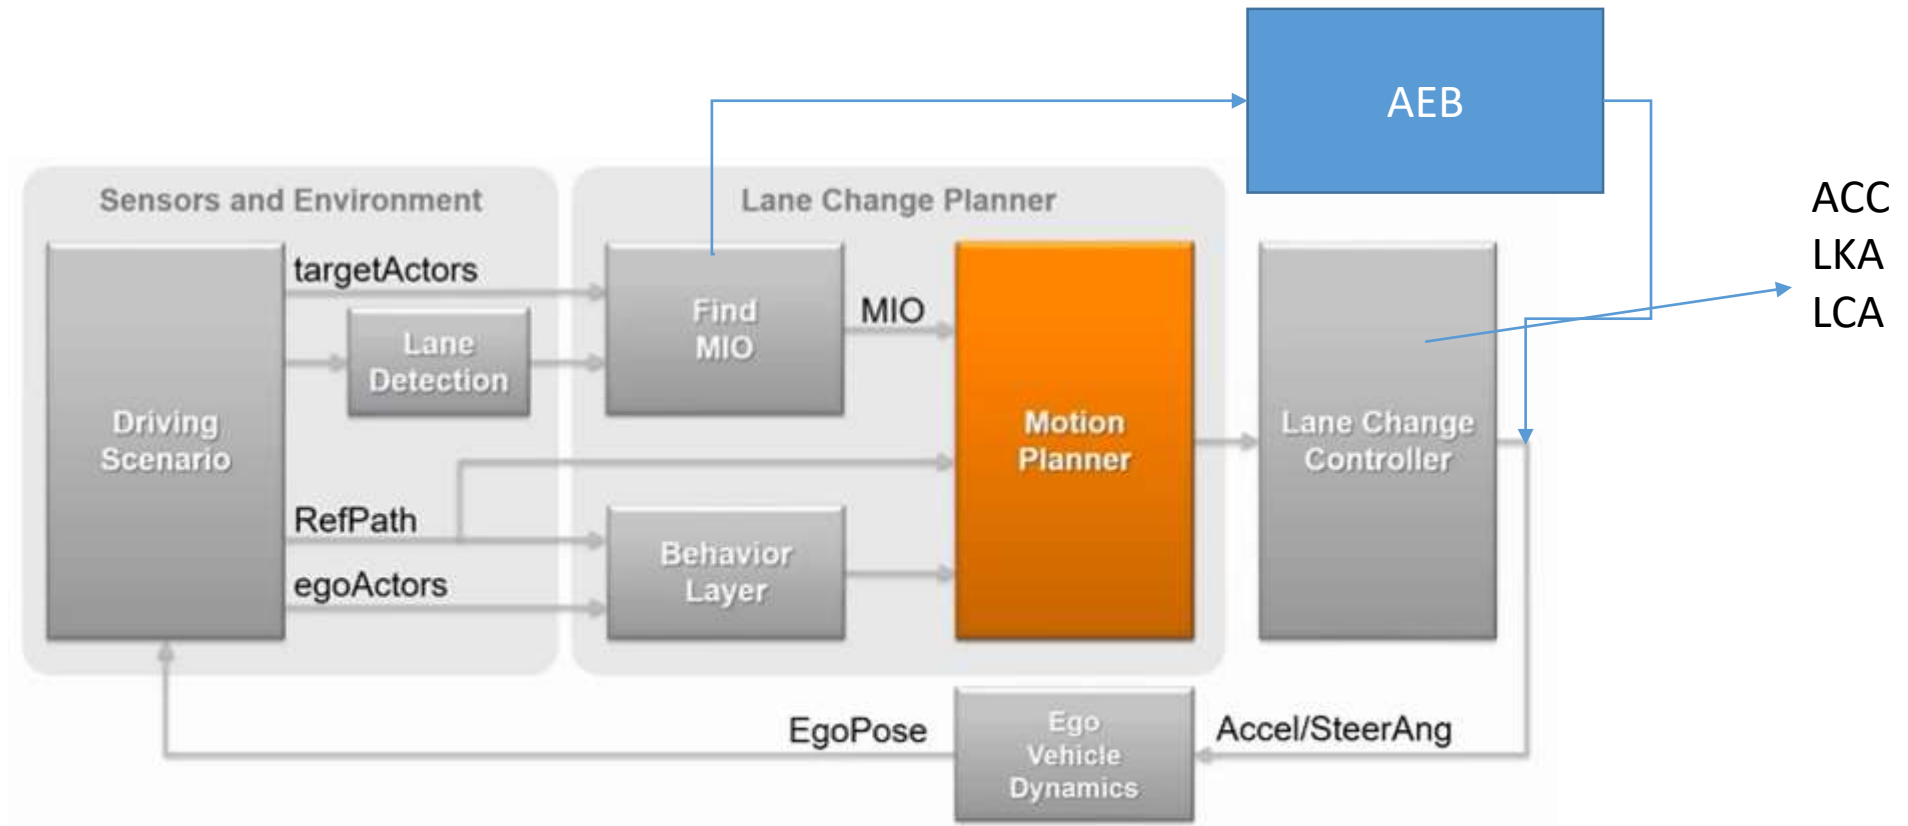 AEB
ACC
LKA
LCA
Sensors and Environment
Lane Change Planner
targetActors
Find
MIO
MIO
Lane
Detection
Driving
Scenario
Motion
Planner
Lane Change
Controller
RefPath
Behavior
Layer
egoActors
EgoPose
Ego
Vehicle
Dynamics
Accel/SteerAng